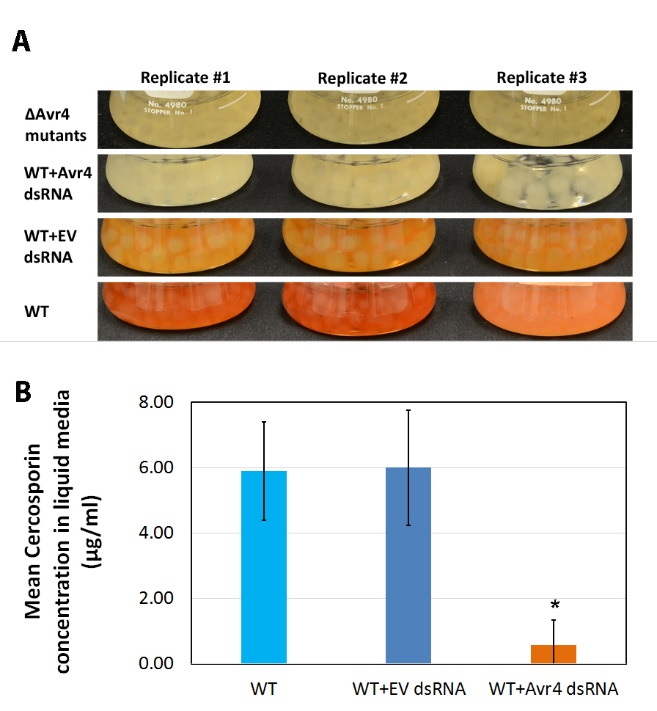 A
Replicate #1 Replicate #2 Replicate #3
ΔAvr4
mutants
No. 4980
STOPPER No. 1
No. 4980
STOPPER No. 1
No. 4980
STOPPER No. 1
WT+Avr4
dsRNA
WT+EV
dsRNA
WT
B
Mean Cercosporin
concentration in liquid media
(µg/ml)
8.00
6.00
4.00
2.00
0.00
*
WT WT+EV dsRNA WT+Avr4 dsRNA